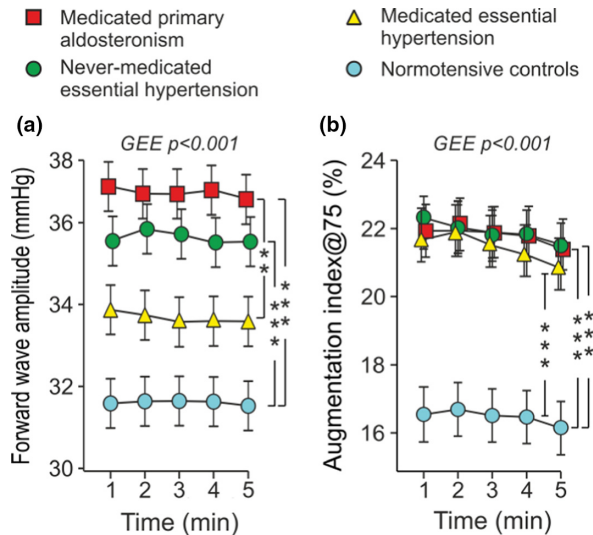 Medicated primary
aldosteronism
Never-medicated
essential hypertension
Medicated essential
hypertension
Normotensive controls
(a)
GEE p<0.001
Forward wave amplitude (mmHg)
38
36
34
32
30
**
***
***
1 2 3 4 5
Time (min)
(b)
GEE p<0.001
Augmentation index@75 (%)
24
22
20
18
16
***
***
***
1 2 3 4 5
Time (min)